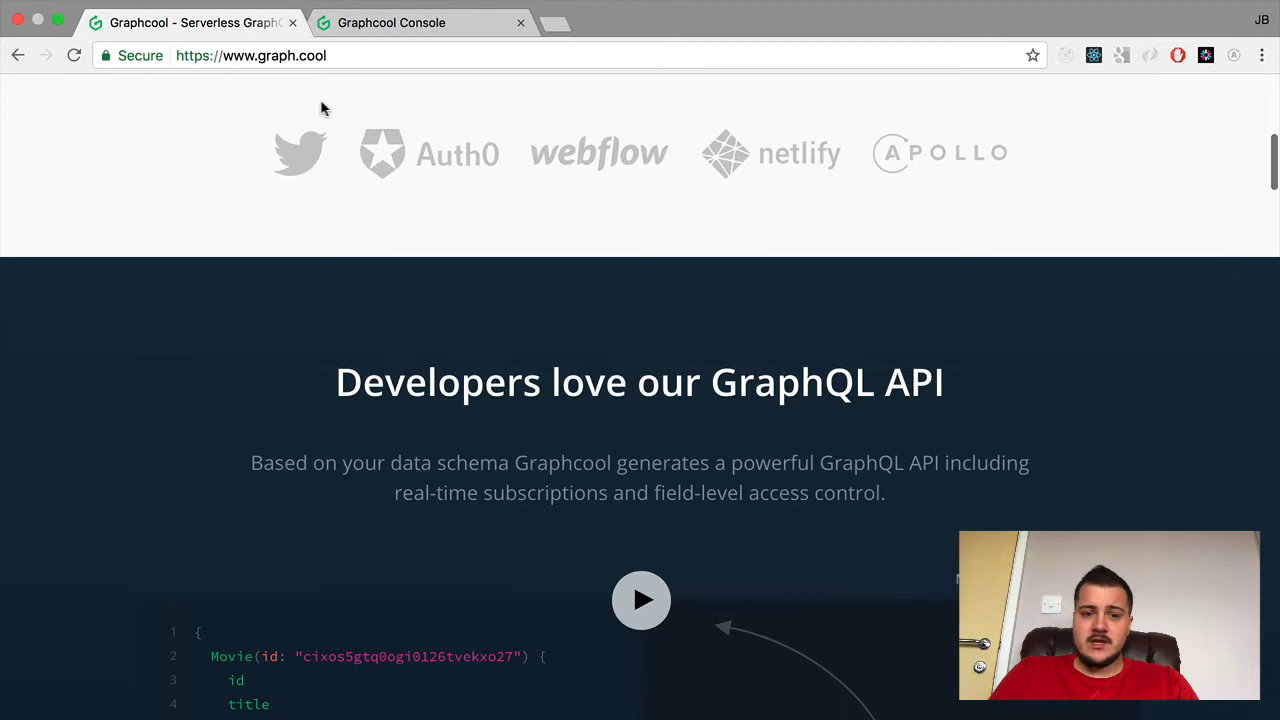 Graphcool - Serverless Graph
Graphcool Console
JB
Secure
https://www.graph.cool
Auth0
webflow
netlify
APOLLO
Developers love our GraphQL API
Based on your data schema Graphcool generates a powerful GraphQL API including
real-time subscriptions and field-level access control.
1 {
2 Movie(id: "cixos5gtq0ogi0126tvekxo27") {
3 id
4 title